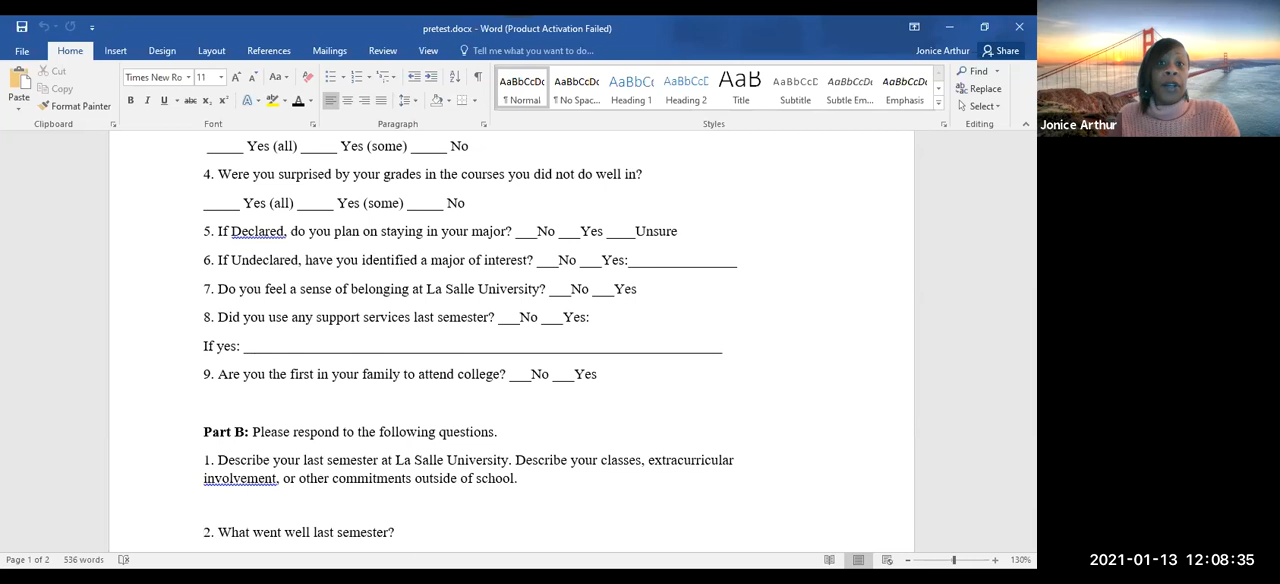 pretest.docx - Word (Product Activation Failed)
File Home Insert Design Layout References Mailings Review View Tell me what you want to do... Jonice Arthur Share
Paste Cut Copy Format Painter
Clipboard
Times New Ro 11
Font
Paragraph
AaBbCcDc AaBbCcDc AaBbCc AaBbCcD AaB AaBbCcD AaBbCcDc AaBbCcDc
¶ Normal ¶ No Spac... Heading 1 Heading 2 Title Subtitle Subtle Em... Emphasis
Styles
Find Replace Select
Editing
_____ Yes (all) _____ Yes (some) _____ No
4. Were you surprised by your grades in the courses you did not do well in?
_____ Yes (all) _____ Yes (some) _____ No
5. If Declared, do you plan on staying in your major? ___No ___Yes ____Unsure
6. If Undeclared, have you identified a major of interest? ___No ___Yes:_______________
7. Do you feel a sense of belonging at La Salle University? ___No ___Yes
8. Did you use any support services last semester? ___No ___Yes:
If yes: __________________________________________________________________
9. Are you the first in your family to attend college? ___No ___Yes
Part B: Please respond to the following questions.
1. Describe your last semester at La Salle University. Describe your classes, extracurricular
involvement, or other commitments outside of school.
2. What went well last semester?
Page 1 of 2 536 words 130%
Jonice Arthur
2021-01-13 12:08:35